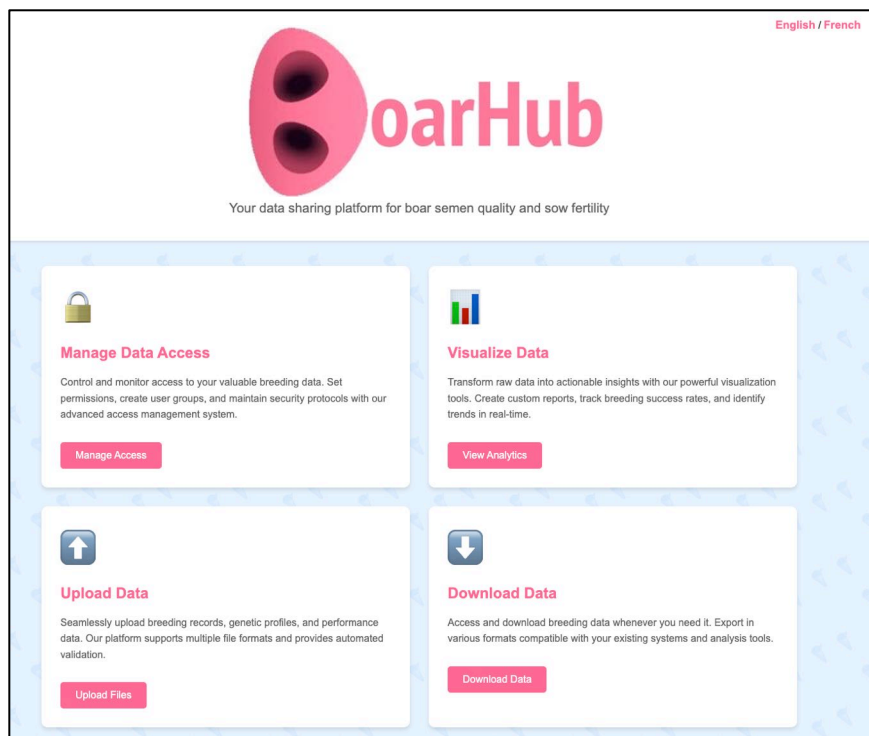 English / French
oarHub
Your data sharing platform for boar semen quality and sow fertility
Manage Data Access
Control and monitor access to your valuable breeding data. Set
permissions, create user groups, and maintain security protocols with our
advanced access management system.
Manage Access
Visualize Data
Transform raw data into actionable insights with our powerful visualization
tools. Create custom reports, track breeding success rates, and identify
trends in real-time.
View Analytics
Upload Data
Seamlessly upload breeding records, genetic profiles, and performance
data. Our platform supports multiple file formats and provides automated
validation.
Upload Files
Download Data
Access and download breeding data whenever you need it. Export in
various formats compatible with your existing systems and analysis tools.
Download Data